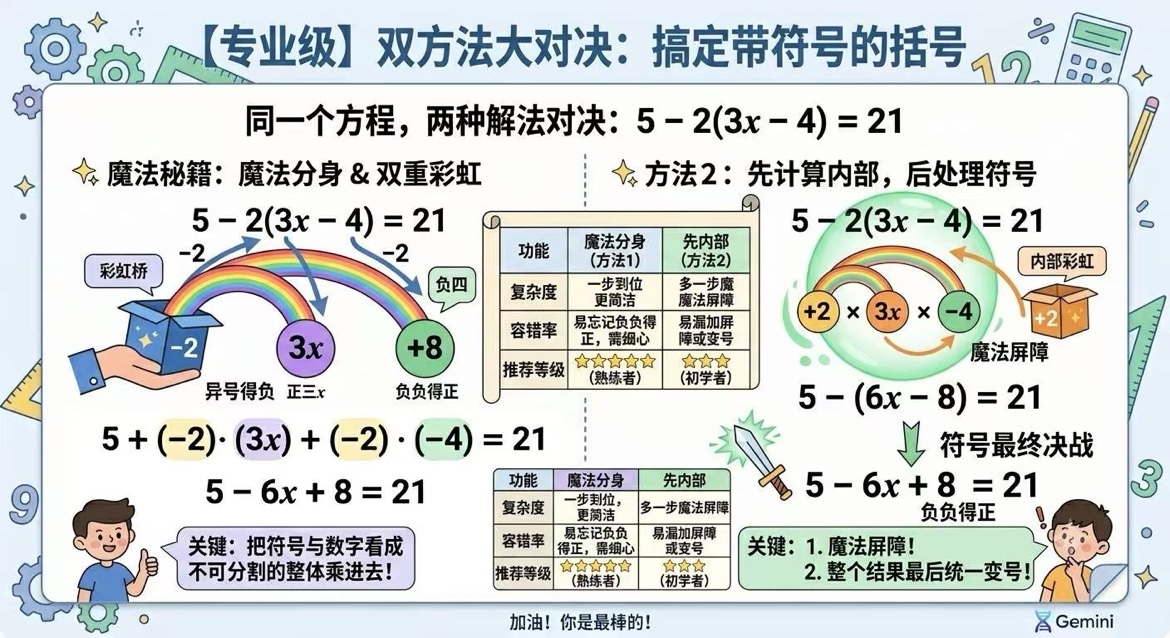 【专业级】双方法大对决：搞定带符号的括号
同一个方程，两种解法对决：5 − 2(3x − 4) = 21
魔法秘籍：魔法分身 & 双重彩虹
5 − 2(3x − 4) = 21
−2
−2
彩虹桥
负四
−2
3x
+8
异号得负 正三x
负负得正
5 + (−2)· (3x) + (−2) · (−4) = 21
5 − 6x + 8 = 21
关键：把符号与数字看成
不可分割的整体乘进去！
功能 魔法分身 先内部
（方法1） （方法2）
复杂度 一步到位 多一步魔
更简洁 魔法屏障
容错率 易忘记负负得 易漏加屏
正，需细心 障或变号
推荐等级 ☆☆☆☆☆ ☆☆☆
（熟练者） （初学者）
功能 魔法分身 先内部
复杂度 一步到位， 多一步魔法屏障
更简洁
容错率 易忘记负负 易漏加屏障
得正，需细心 或变号
推荐等级 ☆☆☆☆☆ ☆☆☆
（熟练者） （初学者）
方法2：先计算内部，后处理符号
5 − 2(3x − 4) = 21
内部彩虹
+2 × 3x × −4
+2
魔法屏障
5 − (6x − 8) = 21
符号最终决战
5 − 6x + 8 = 21
负负得正
关键：1. 魔法屏障！
2. 整个结果最后统一变号！
加油！你是最棒的！
Gemini
12
9
3